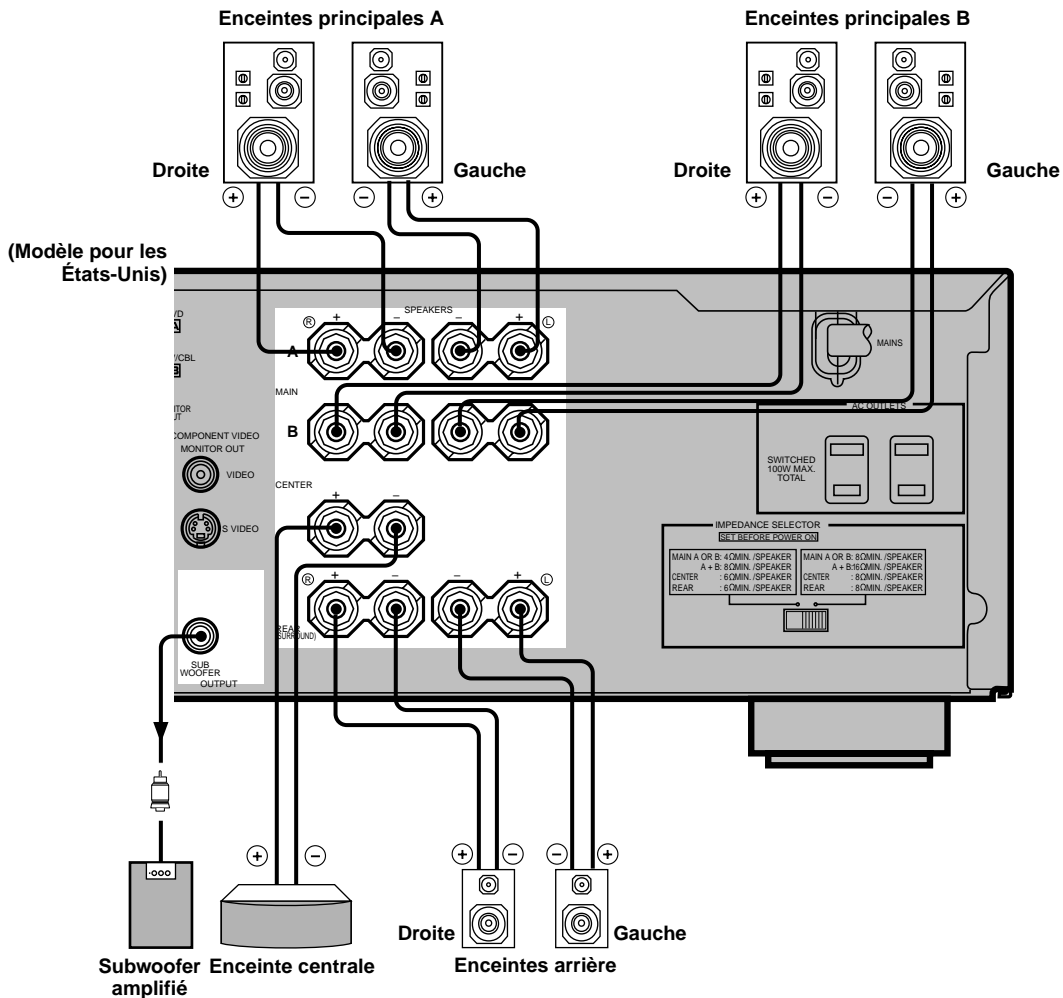 Enceintes principales A
Enceintes principales B
Droite
Gauche
Droite
Gauche
+ − − +
+ − − +
(Modèle pour les
États-Unis)
SPEAKERS
R + − − + L
A
MAIN
B
MAINS
/D
/CBL
COMPONENT VIDEO
MONITOR OUT
VIDEO
S VIDEO
CENTER
+ −
R + − − + L
REAR
(SURROUND)
SUB
WOOFER
OUTPUT
AC OUTLETS
SWITCHED
100W MAX.
TOTAL
IMPEDANCE SELECTOR
SET BEFORE POWER ON
MAIN A OR B: 4ΩMIN. /SPEAKER
A + B: 8ΩMIN. /SPEAKER
CENTER : 6ΩMIN. /SPEAKER
REAR : 6ΩMIN. /SPEAKER
MAIN A OR B: 8ΩMIN. /SPEAKER
A + B:16ΩMIN. /SPEAKER
CENTER : 8ΩMIN. /SPEAKER
REAR : 8ΩMIN. /SPEAKER
+ −
+ − − +
Droite
Gauche
Subwoofer
amplifié
Enceinte centrale
Enceintes arrière